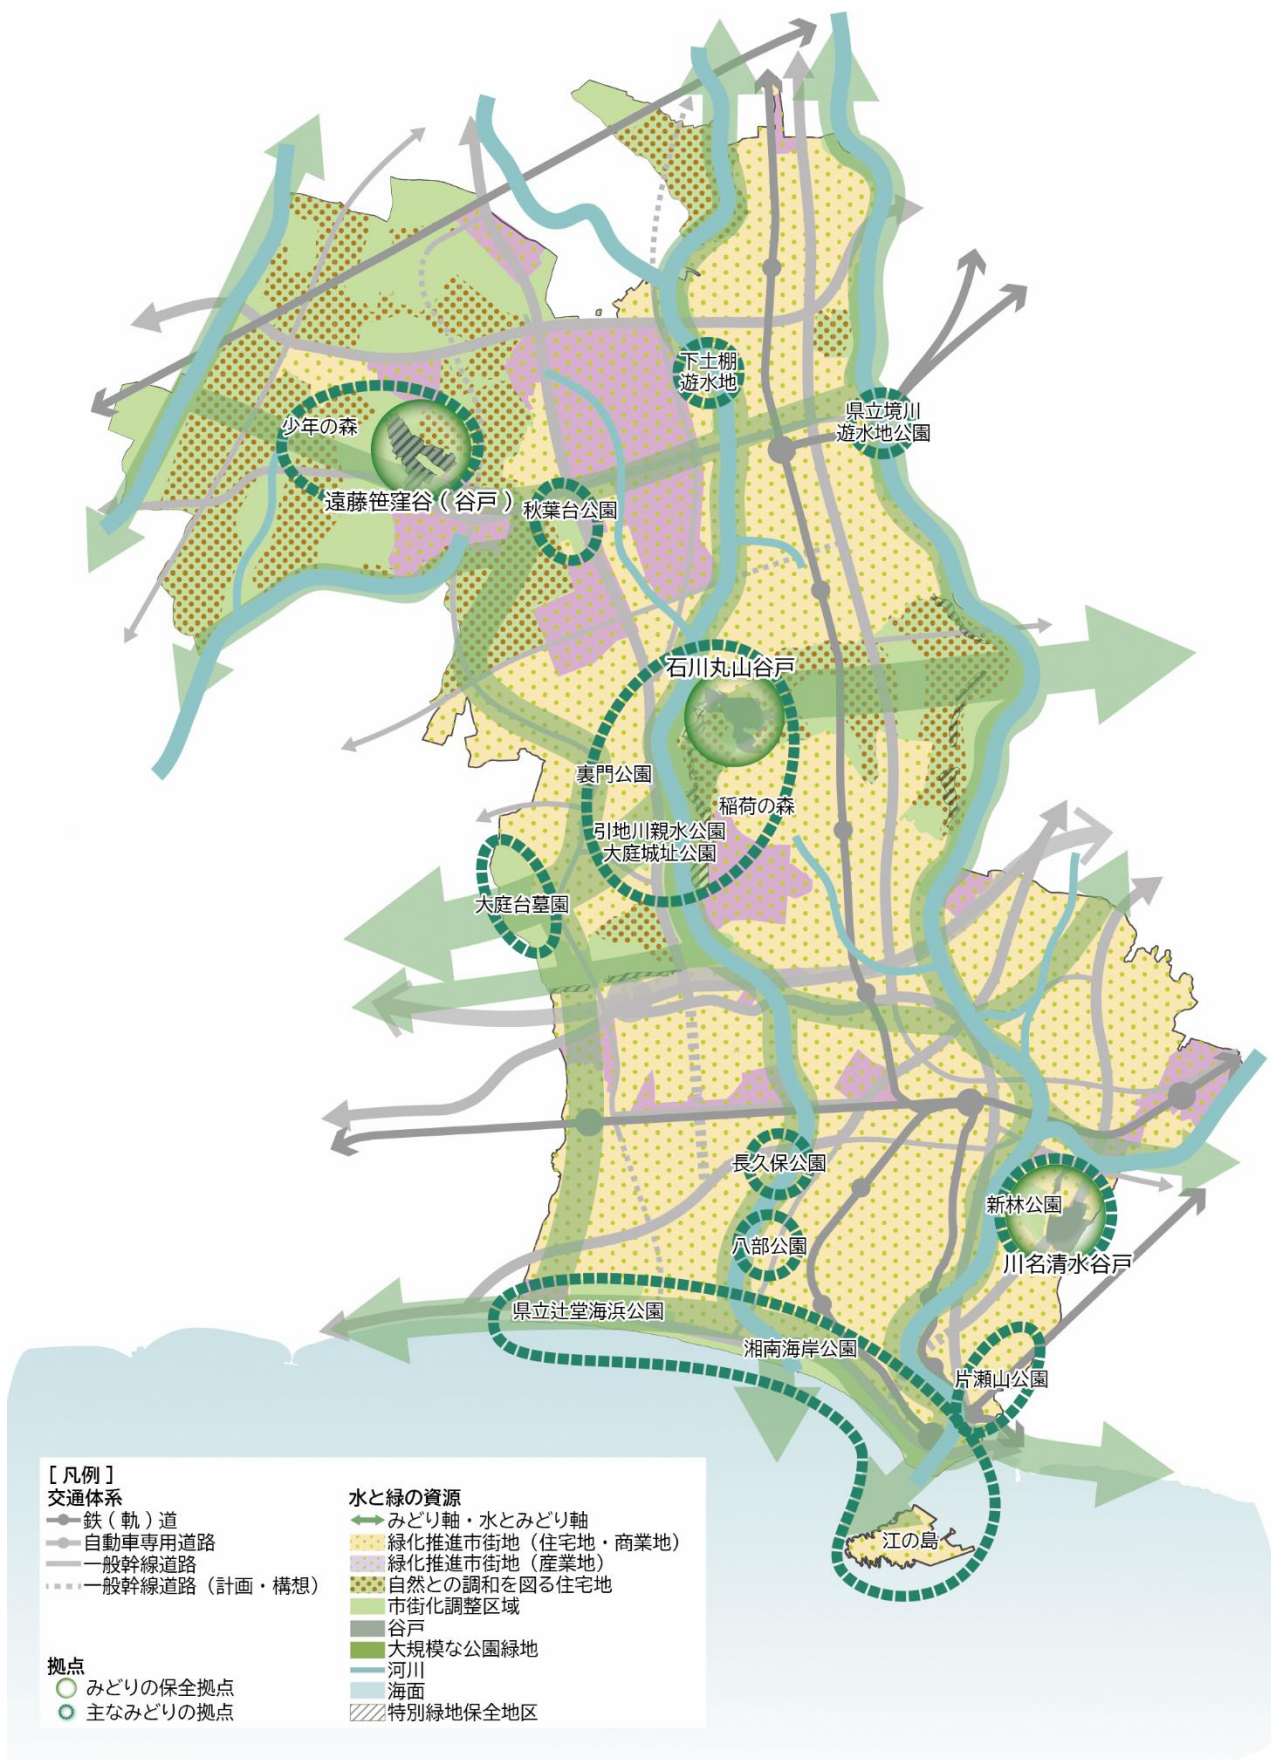 下土棚
遊水地
県立境川
遊水地公園
少年の森
遠藤笹窪谷(谷戸)
秋葉台公園
石川丸山谷戸
裏門公園
稲荷の森
引地川親水公園
大庭城址公園
大庭台墓園
長久保公園
新林公園
八部公園
川名清水谷戸
県立辻堂海浜公園
湘南海岸公園
片瀬山公園
江の島
[凡例]
交通体系
鉄(軌)道
自動車専用道路
一般幹線道路
一般幹線道路(計画・構想)
拠点
みどりの保全拠点
主なみどりの拠点
水と緑の資源
みどり軸・水とみどり軸
緑化推進市街地(住宅地・商業地)
緑化推進市街地(産業地)
自然との調和を図る住宅地
市街化調整区域
谷戸
大規模な公園緑地
河川
海面
特別緑地保全地区